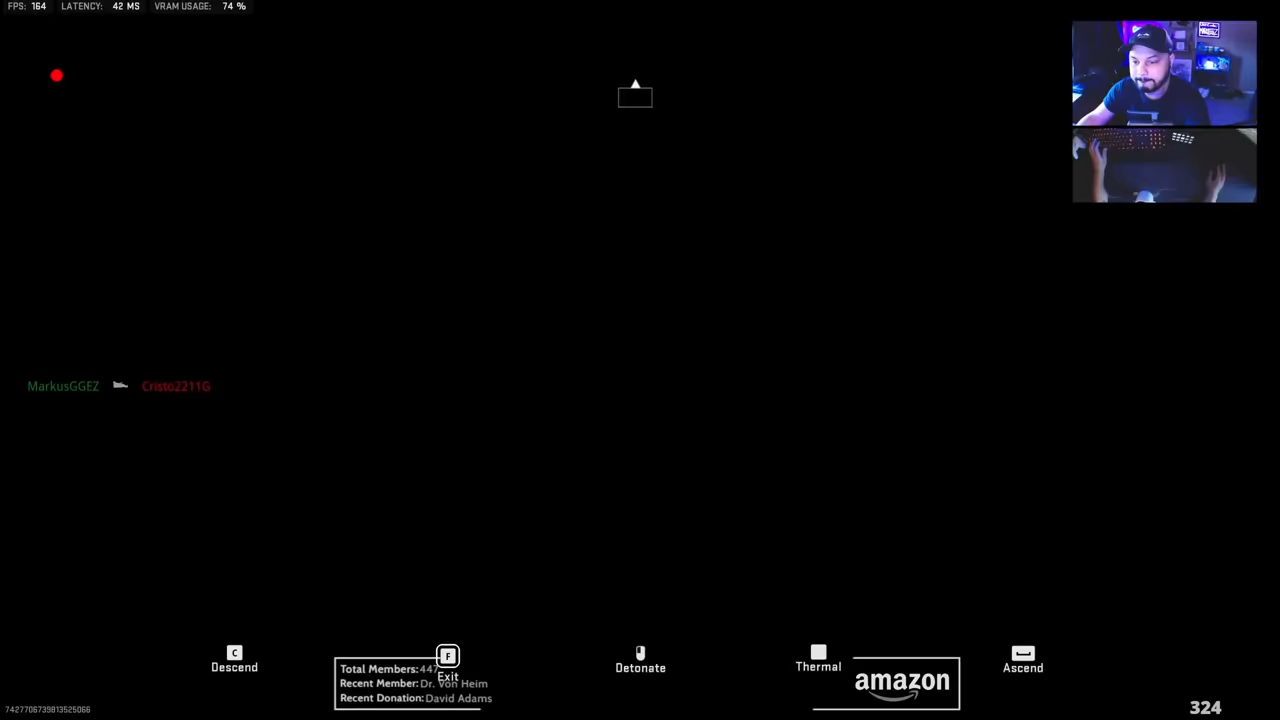 FPS: 164 LATENCY: 42 MS VRAM USAGE: 74 %
MarkusGGEZ Cristo2211G
C
Descend
F
Exit
Detonate
Thermal
Ascend
Total Members: 447
Recent Member: Dr. Von Heim
Recent Donation: David Adams
amazon
7427706739813525066
324